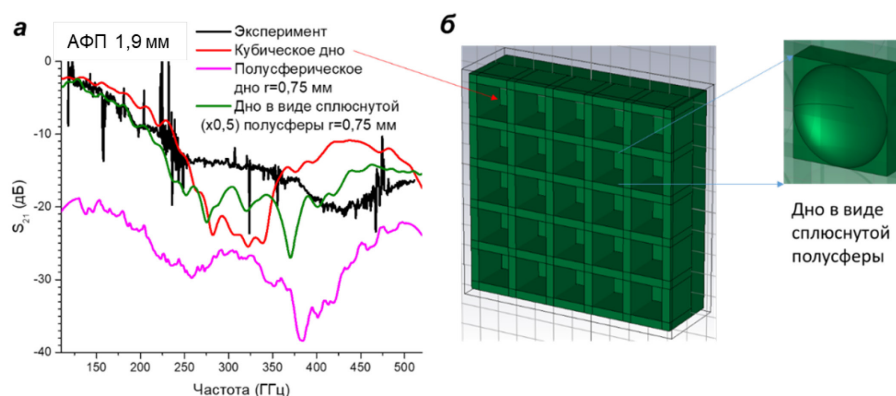 а
АФП 1,9 мм
Эксперимент
Кубическое дно
Полусферическое
дно r=0,75 мм
Дно в виде сплюснутой
(х0,5) полусферы r=0,75 мм
0
-10
-20
-30
-40
S21 (дБ)
150 200 250 300 350 400 450 500
Частота (ГГц)
б
Дно в виде
сплюснутой
полусферы